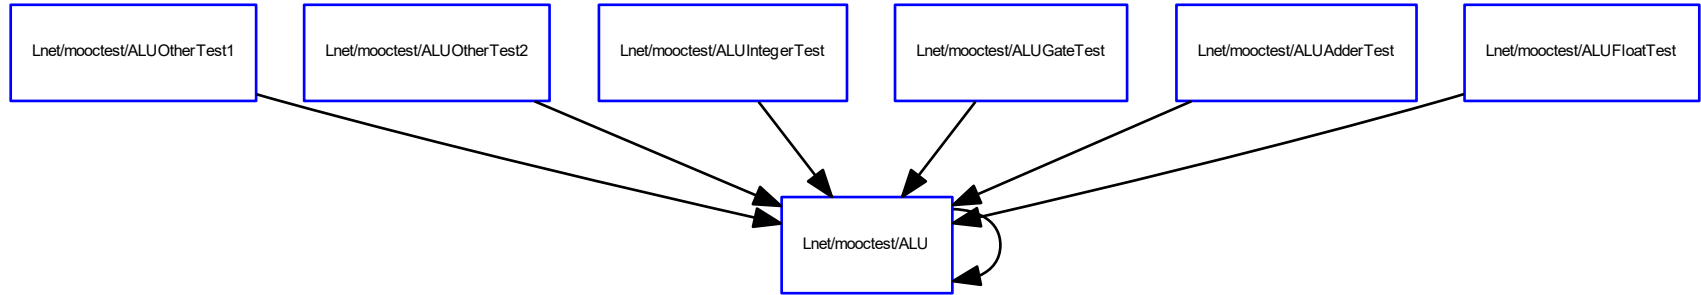 Lnet/mooctest/ALUOtherTest1
Lnet/mooctest/ALUOtherTest2
Lnet/mooctest/ALUIntegerTest
Lnet/mooctest/ALUGateTest
Lnet/mooctest/ALUAdderTest
Lnet/mooctest/ALUFloatTest
Lnet/mooctest/ALU